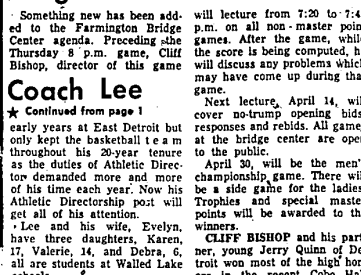 Something new has been add-
ed to the Farmington Bridge
Center agenda. Preceding the
Thursday 8 p.m. game, Cliff
Bishop, director of this game
Coach Lee
★ Continued from page 1
early years at East Detroit but
only kept the basketball team
throughout his 20-year tenure
as the duties of Athletic Direc-
tor demanded more and more
of his time each year. Now his
Athletic Directorship post will
get all of his attention.
Lee and his wife, Evelyn,
have three daughters, Karen,
17, Valerie, 14, and Debra, 6,
all are students at Walled Lake
will lecture from 7:20 to 7:4
p.m. on all non-master poin
games. After the game, while
the score is being computed, h
will discuss any problems whic
may have come up during tha
game.
Next lecture, April 14, wil
cover no-trump opening bids
responses and rebids. All game
at the bridge center are ope
to the public.
April 30, will be the men'
championship game. There wil
be a side game for the ladies
Trophies and special maste
points will be awarded to th
winners.
CLIFF BISHOP and his part
ner, young Jerry Quinn of De
troit won most of the high hon